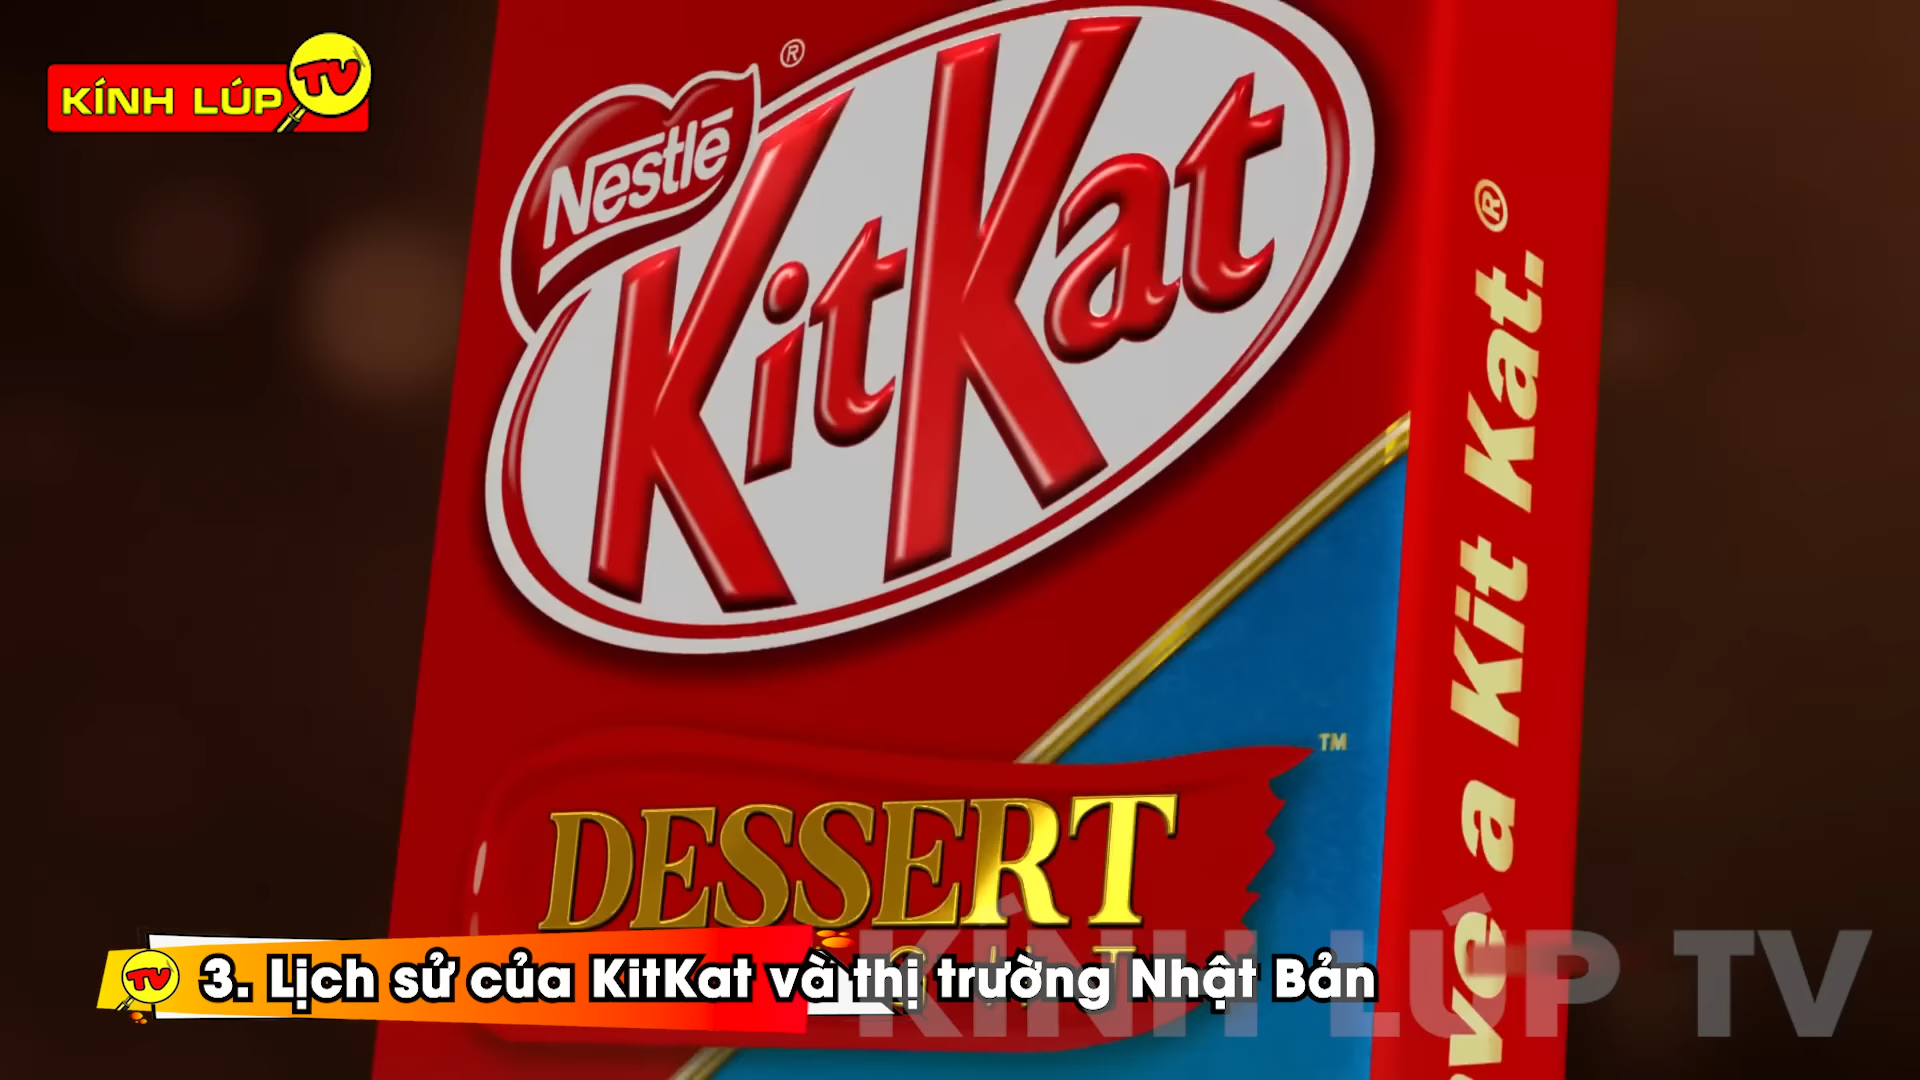 KÍNH LÚP TV
Nestlé
®
KitKat
®
a Kit Kat.
TM
DESSERT
3. Lịch sử của KitKat và thị trường Nhật Bản
KÍNH LÚP TV